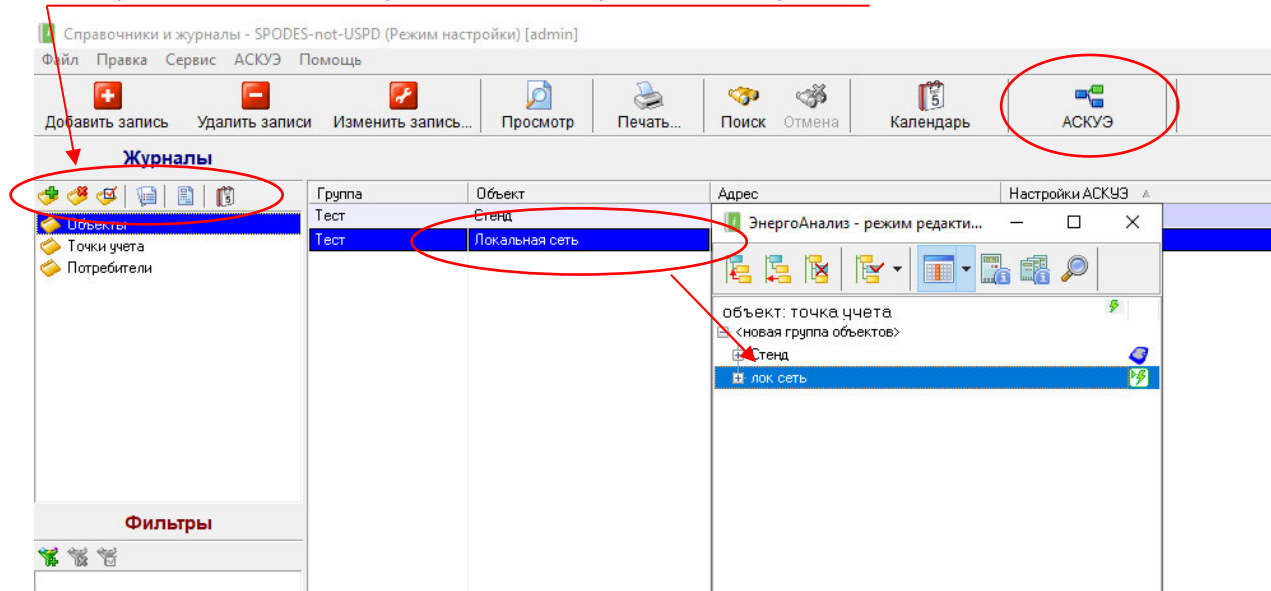 Справочники и журналы - SPODES-not-USPD (Режим настройки) [admin]
Файл Правка Сервис АСКУЭ Помощь
Добавить запись Удалить записи Изменить запись... Просмотр Печать... Поиск Отмена Календарь АСКУЭ
Журналы
Группа Объект Адрес Настройки АСКУЭ
Объекты
Точки учета
Потребители
Тест Стенд
Тест Локальная сеть
ЭнергоАнализ - режим редакти...
объект: точка учета
<новая группа объектов>
Стенд
лок сеть
Фильтры